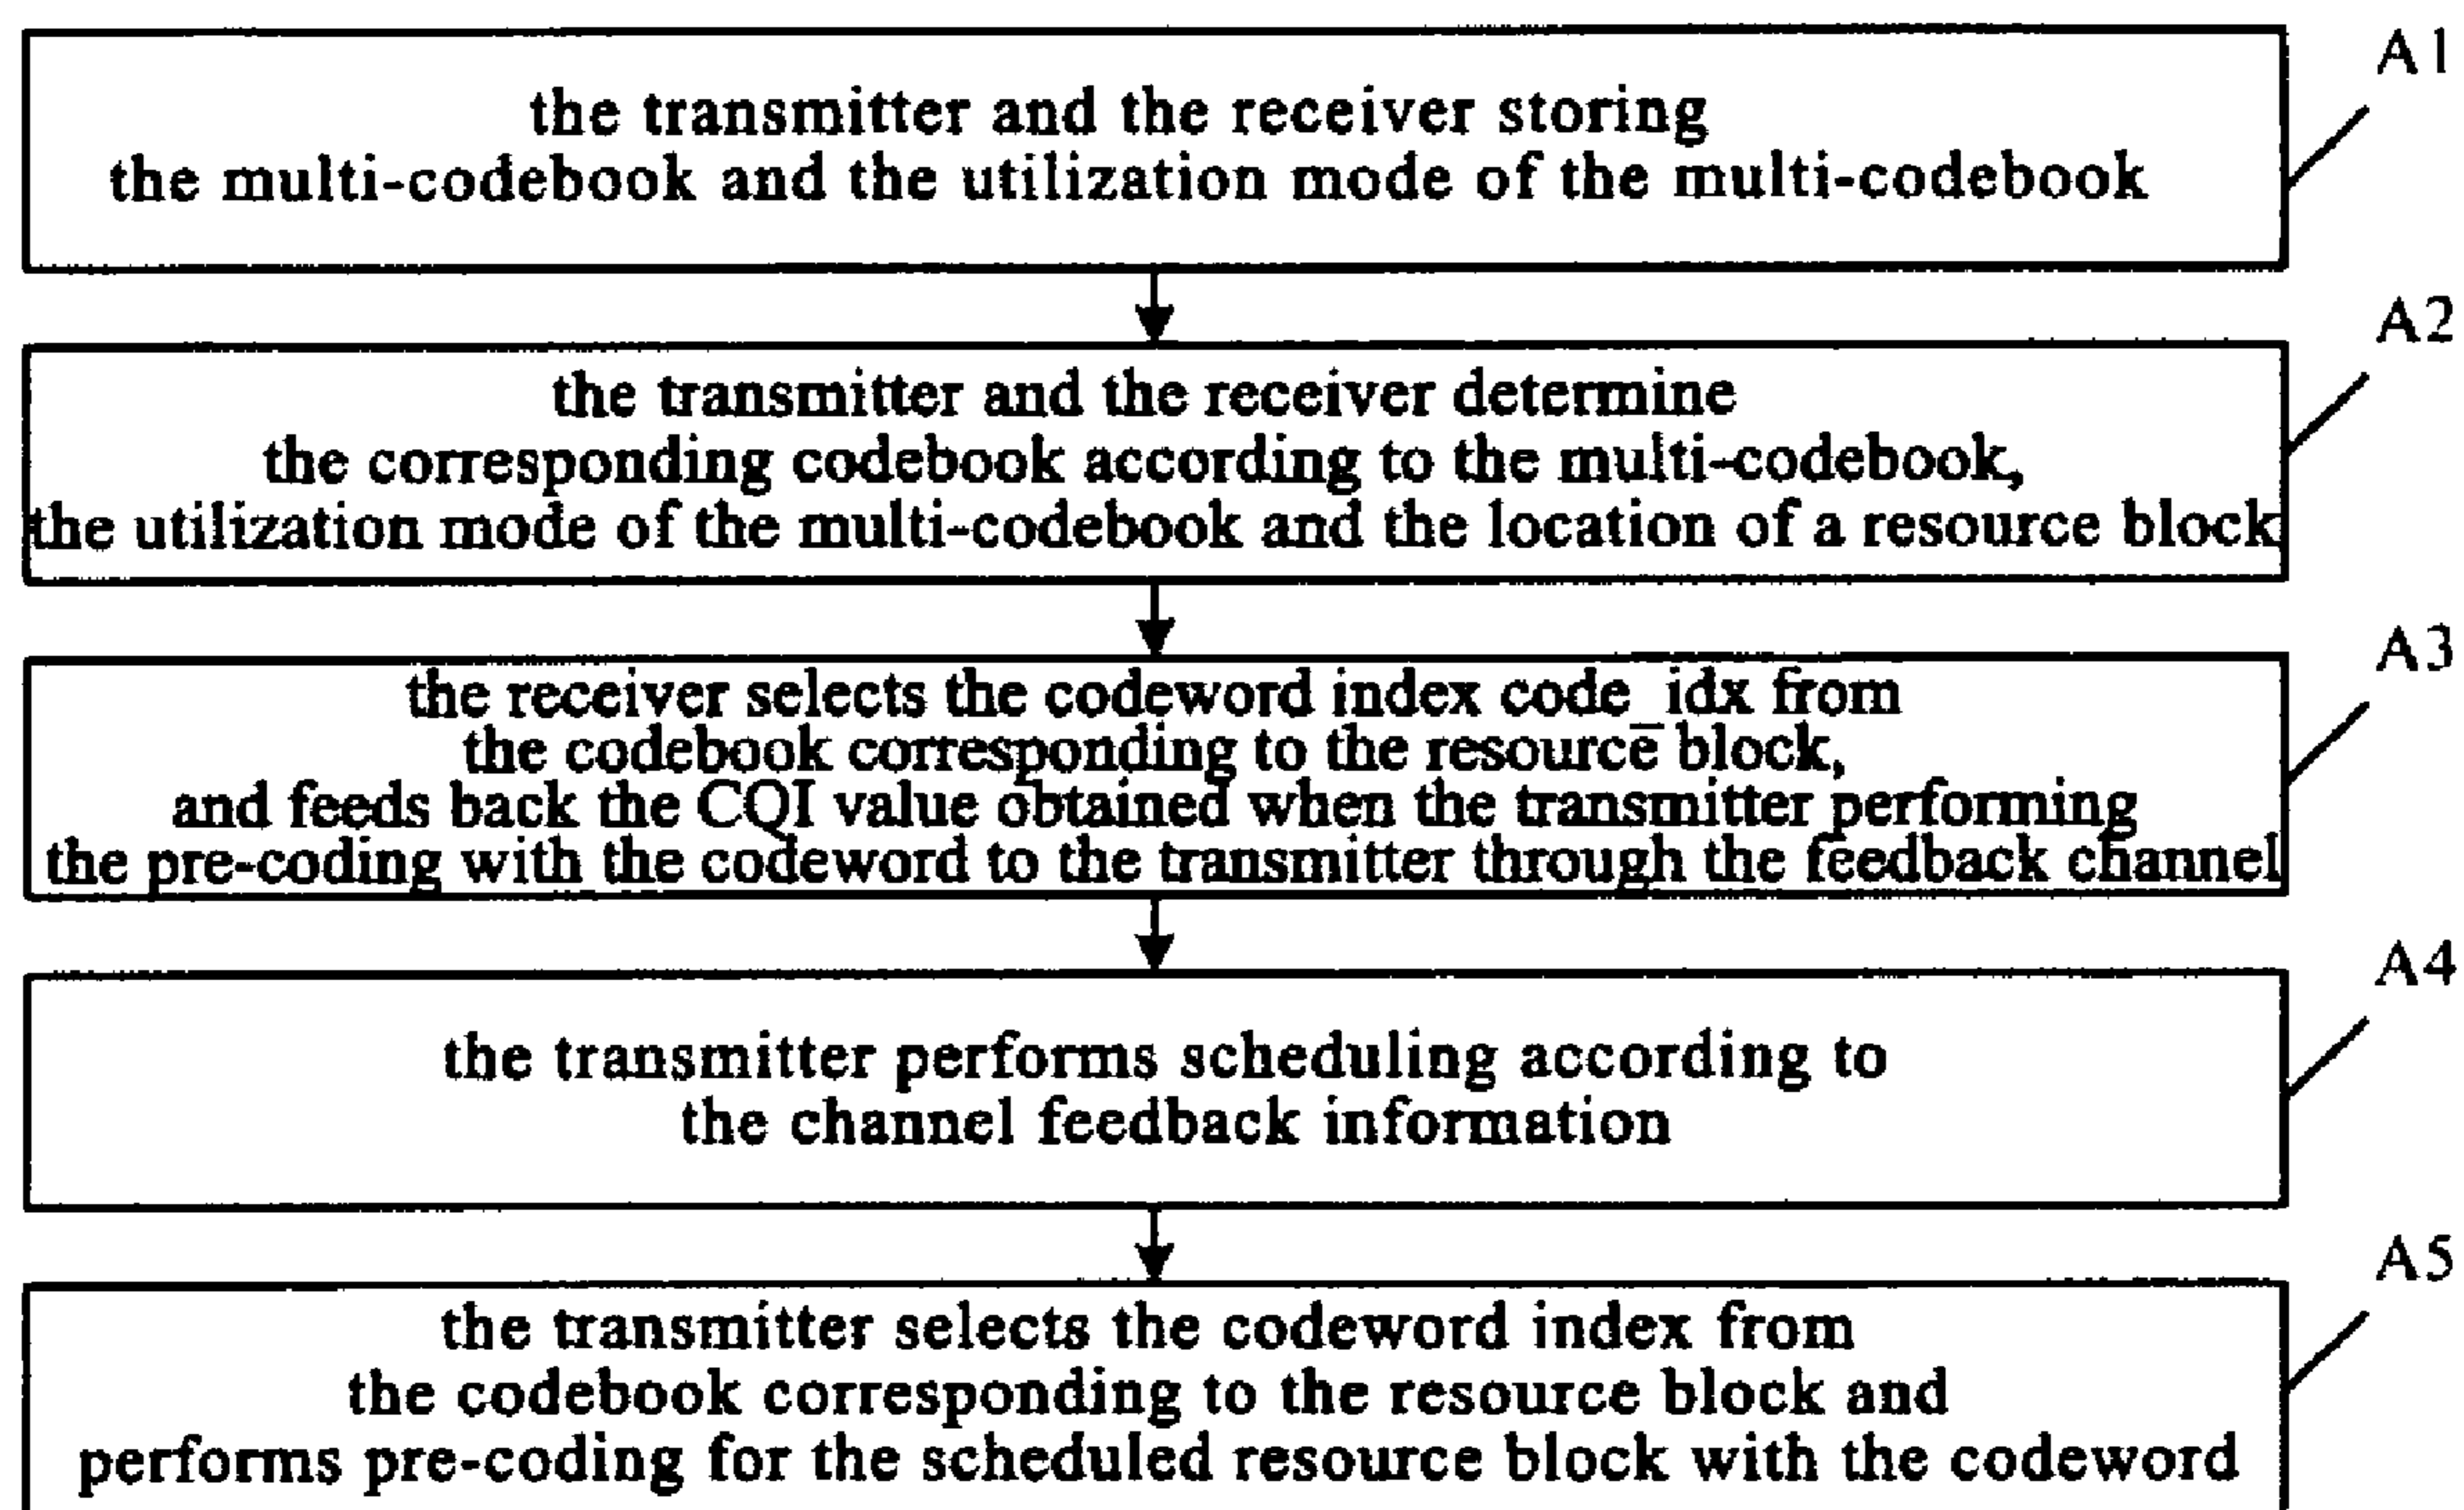 A1
the transmitter and the receiver storing
the multi-codebook and the utilization mode of the multi-codebook
A2
the transmitter and the receiver determine
the corresponding codebook according to the multi-codebook,
the utilization mode of the multi-codebook and the location of a resource block
A3
the receiver selects the codeword index code_idx from
the codebook corresponding to the resource block,
and feeds back the CQI value obtained when the transmitter performing
the pre-coding with the codeword to the transmitter through the feedback channel
A4
the transmitter performs scheduling according to
the channel feedback information
A5
the transmitter selects the codeword index from
the codebook corresponding to the resource block and
performs pre-coding for the scheduled resource block with the codeword